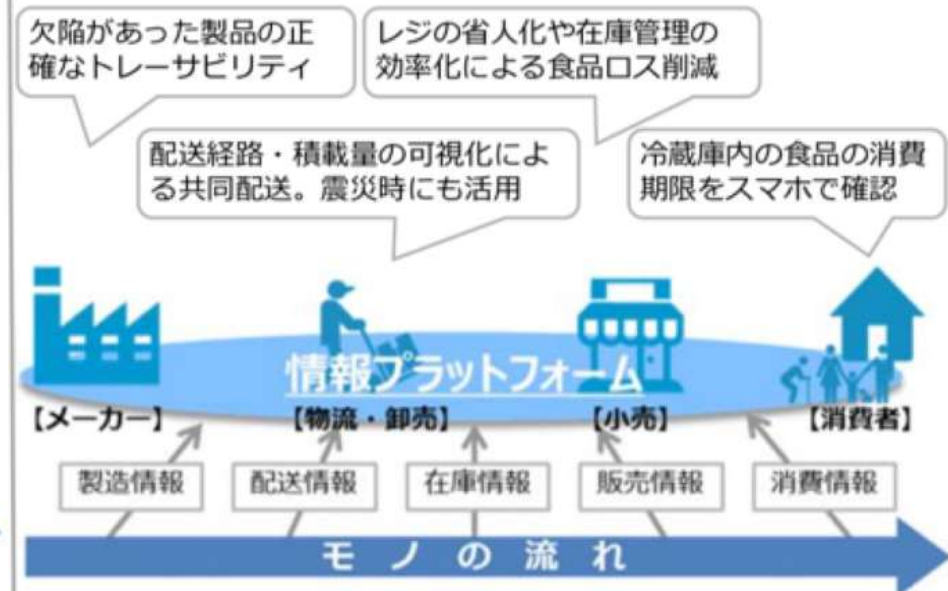 欠陥があった製品の正
確なトレーサビリティ
レジの省人化や在庫管理の
効率化による食品ロス削減
配送経路・積載量の可視化によ
る共同配送。震災時にも活用
冷蔵庫内の食品の消費
期限をスマホで確認
情報プラットフォーム
【メーカー】
【物流・卸売】
【小売】
【消費者】
製造情報
配送情報
在庫情報
販売情報
消費情報
モノの流れ